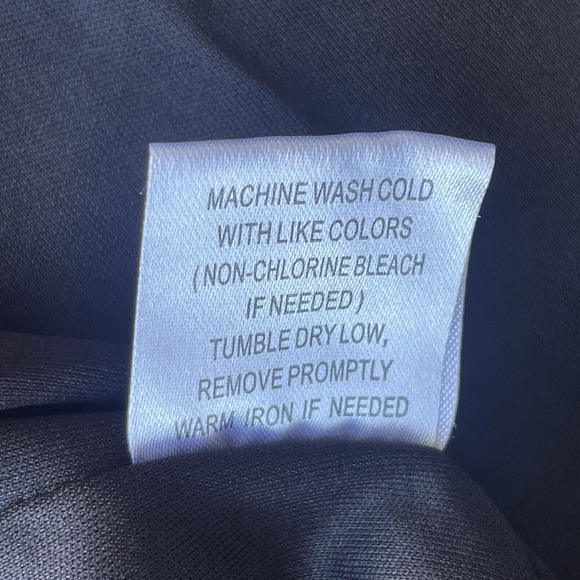 MACHINE WASH COLD
WITH LIKE COLORS
(NON-CHLORINE BLEACH
IF NEEDED)
TUMBLE DRY LOW,
REMOVE PROMPTLY
WARM IRON IF NEEDED